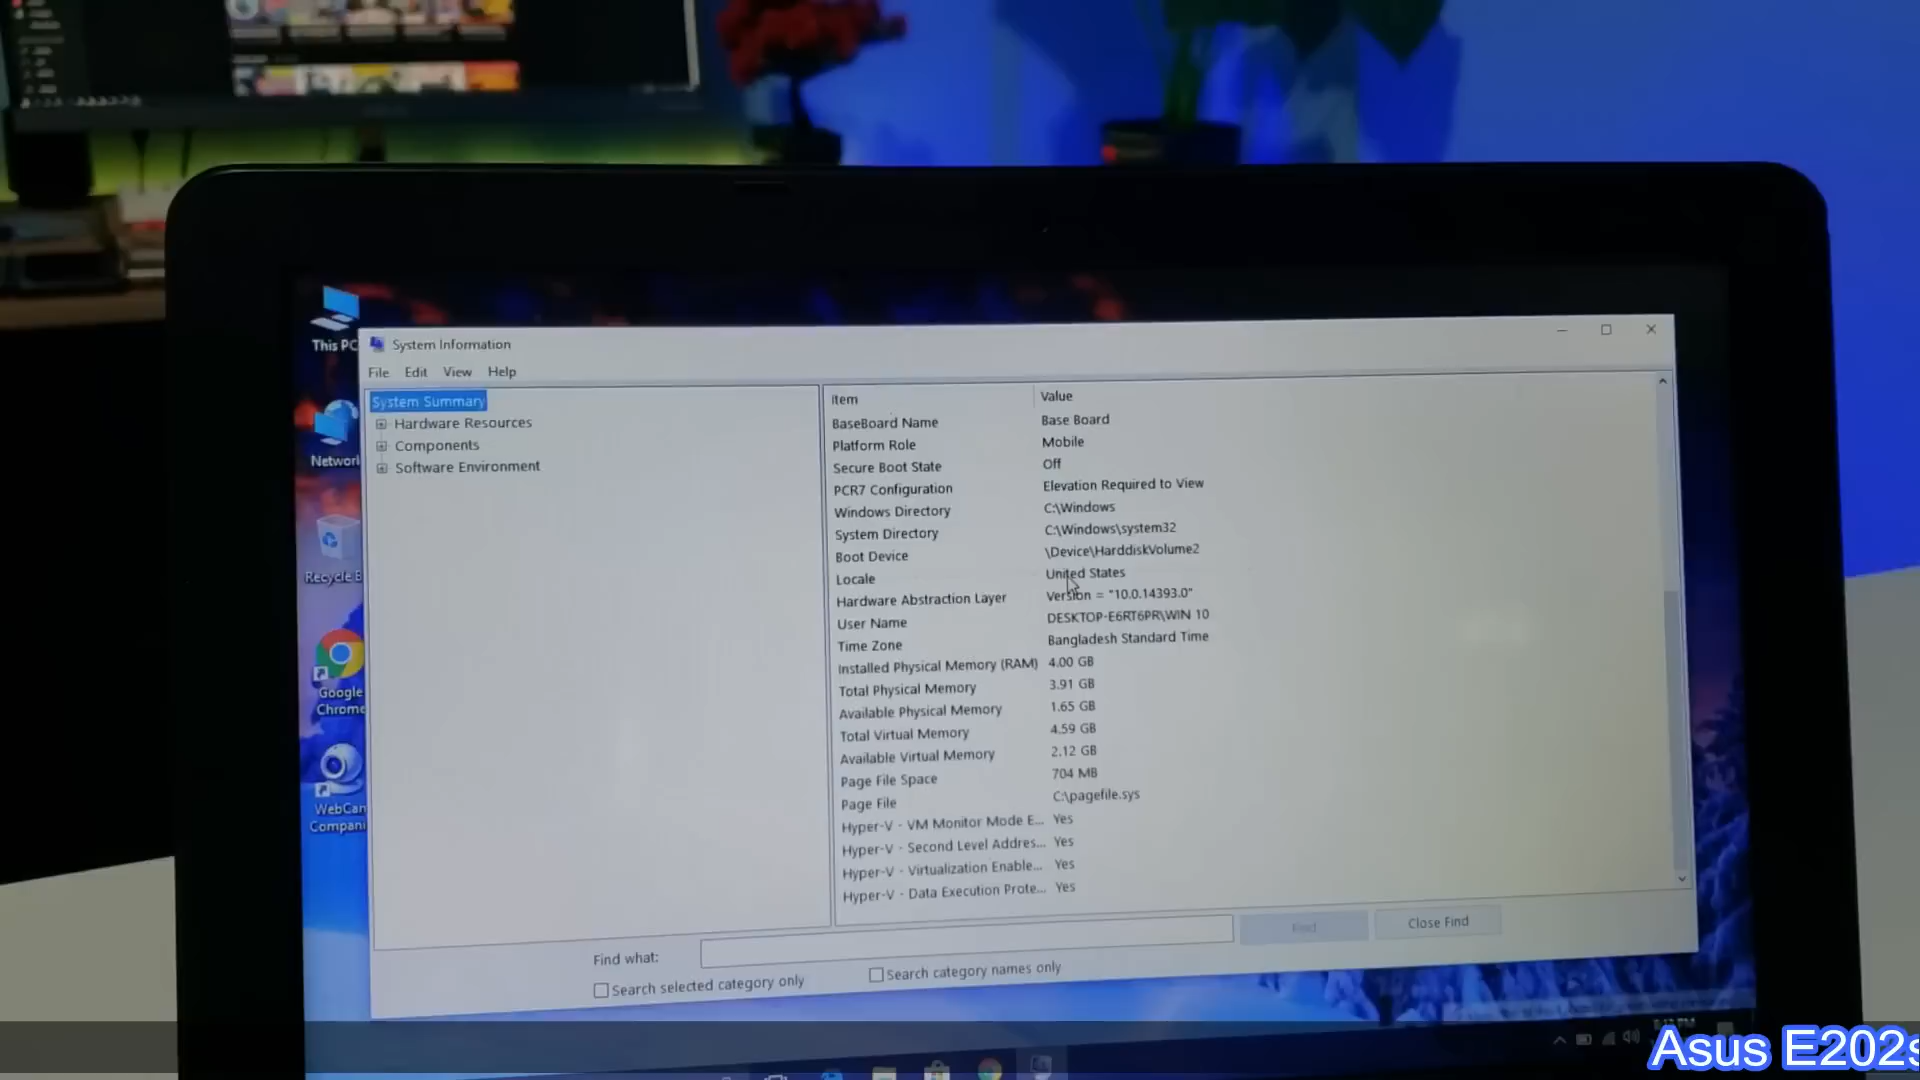 This PC
Network
Recycle B
Google
Chrome
WebCam
Compani
System Information
File Edit View Help
System Summary
Hardware Resources
Components
Software Environment
Item Value
BaseBoard Name Base Board
Platform Role Mobile
Secure Boot State Off
PCR7 Configuration Elevation Required to View
Windows Directory C:\Windows
System Directory C:\Windows\system32
Boot Device \Device\HarddiskVolume2
Locale United States
Hardware Abstraction Layer Version = "10.0.14393.0"
User Name DESKTOP-E6RT6PR\WIN 10
Time Zone Bangladesh Standard Time
Installed Physical Memory (RAM) 4.00 GB
Total Physical Memory 3.91 GB
Available Physical Memory 1.65 GB
Total Virtual Memory 4.59 GB
Available Virtual Memory 2.12 GB
Page File Space 704 MB
Page File C:\pagefile.sys
Hyper-V - VM Monitor Mode E... Yes
Hyper-V - Second Level Addres... Yes
Hyper-V - Virtualization Enable... Yes
Hyper-V - Data Execution Prote... Yes
Find what:
Find
Close Find
Search selected category only
Search category names only
Asus E202s